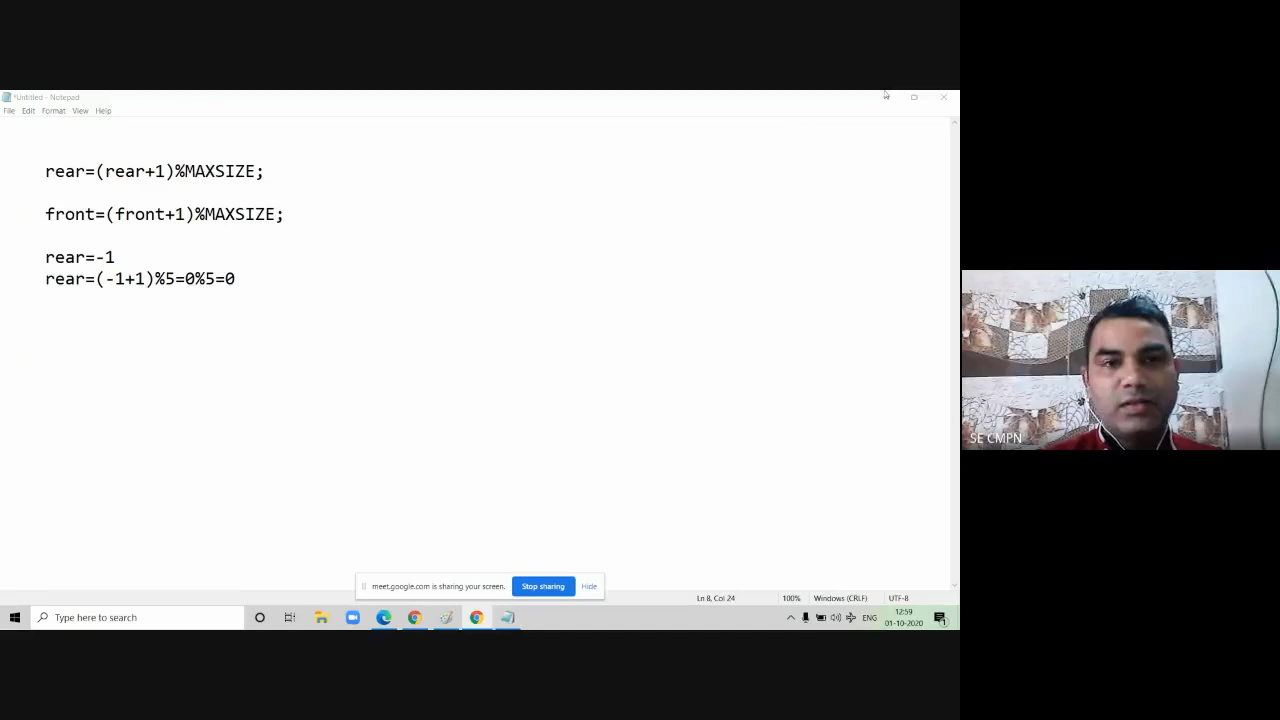 *Untitled - Notepad
File Edit Format View Help
rear=(rear+1)%MAXSIZE;
front=(front+1)%MAXSIZE;
rear=-1
rear=(-1+1)%5=0%5=0
SE CMPN
meet.google.com is sharing your screen. Stop sharing Hide
Ln 8, Col 24 100% Windows (CRLF) UTF-8
Type here to search
ENG
12:59
01-10-2020
1